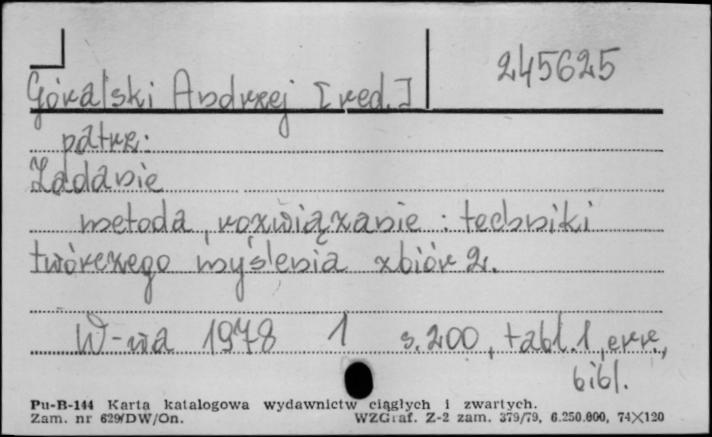 245625
Góralski Andrzej [red.]
patrz:
Zadanie
metoda, rozwiązanie : techniki
twórczego myślenia zbiór 2.
W-wa 1978 1 s. 200, tabl. 1, err.,
bibl.
Pu-B-144 Karta katalogowa wydawnictw ciągłych i zwartych.
Zam. nr 629/DW/On. WZGraf. Z-2 zam. 379/79, 6.250.000, 74×120